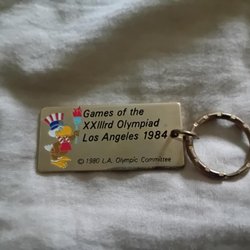 Games of the
XXIIIrd Olympiad
Los Angeles 1984
© 1980 L.A. Olympic Committee